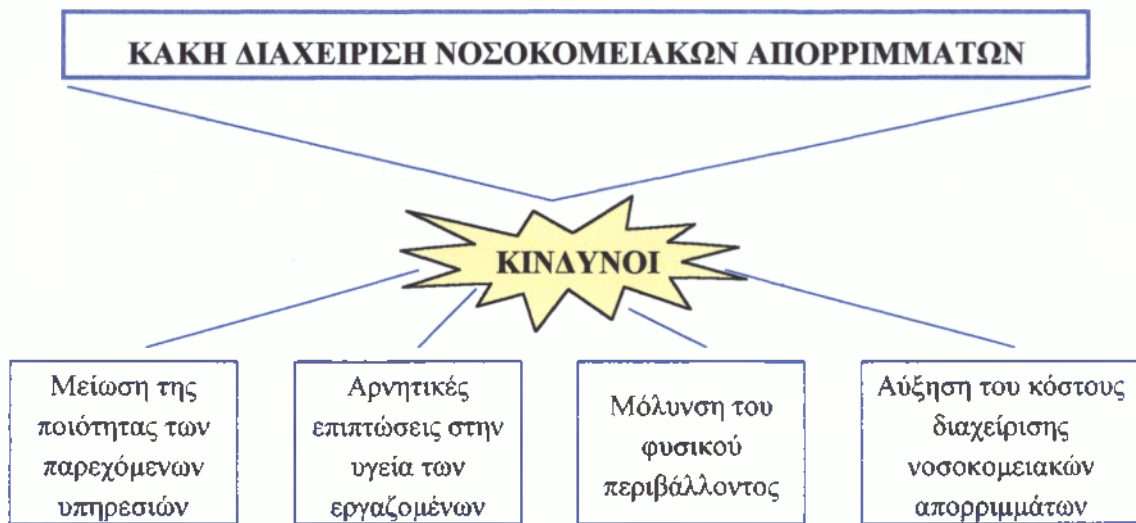 ΚΑΚΗ ΔΙΑΧΕΙΡΙΣΗ ΝΟΣΟΚΟΜΕΙΑΚΩΝ ΑΠΟΡΡΙΜΜΑΤΩΝ
ΚΙΝΔΥΝΟΙ
Μείωση της
ποιότητας των
παρεχόμενων
υπηρεσιών
Αρνητικές
επιπτώσεις στην
υγεία των
εργαζομένων
Μόλυνση του
φυσικού
περιβάλλοντος
Αύξηση του κόστους
διαχείρισης
νοσοκομειακών
απορριμμάτων